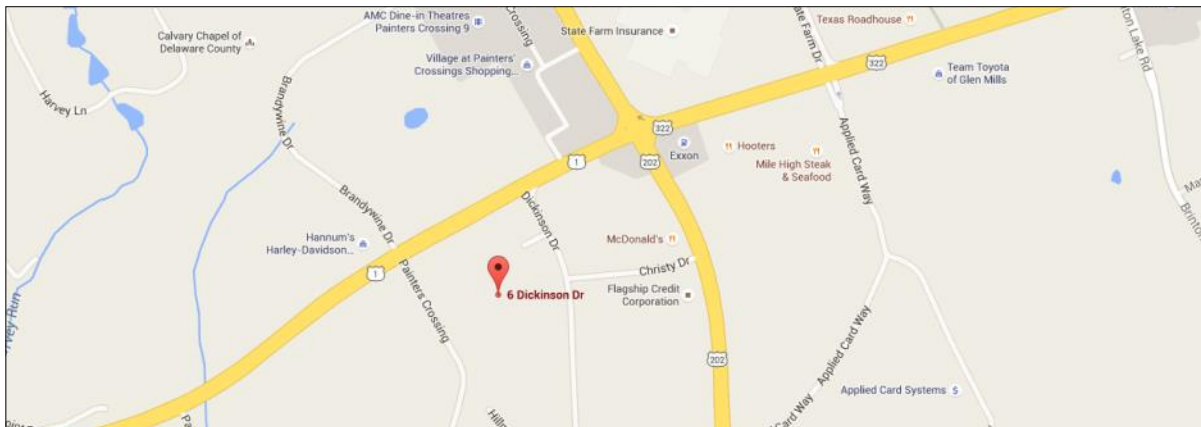 AMC Dine-in Theatres
Painters Crossing 9
Crossing
State Farm Insurance
Texas Roadhouse
Calvary Chapel of
Delaware County
Village at Painters'
Crossings Shopping...
322
Team Toyota
of Glen Mills
Harvey Ln
Brandywine Dr
322
202
1
Exxon
Hooters
Mile High Steak
& Seafood
Applied Card Way
Brandywine Dr
Dickinson Dr
Hannum's
Harley-Davidson...
McDonald's
1
Painters Crossing
Christy Dr
6 Dickinson Dr
Flagship Credit
Corporation
202
Applied Card Way
Applied Card Systems